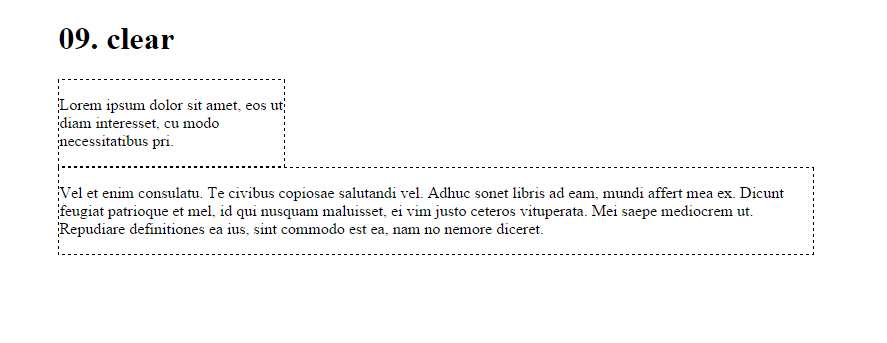 09. clear
Lorem ipsum dolor sit amet, eos ut
diam interesset, cu modo
necessitatibus pri.
Vel et enim consulatu. Te civibus copiosae salutandi vel. Adhuc sonet libris ad eam, mundi affert mea ex. Dicunt
feugiat patrioque et mel, id qui nusquam maluisset, ei vim justo ceteros vituperata. Mei saepe mediocrem ut.
Repudiare definitiones ea ius, sint commodo est ea, nam no nemore diceret.